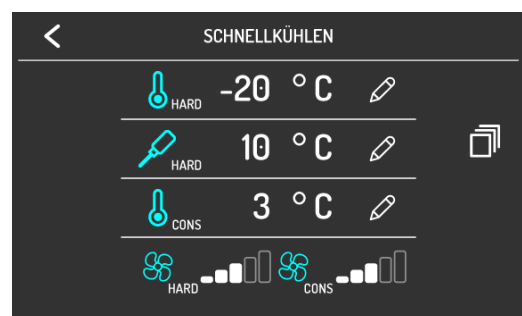 SCHNELLKÜHLEN
HARD -20 °C
HARD 10 °C
CONS 3 °C
HARD CONS